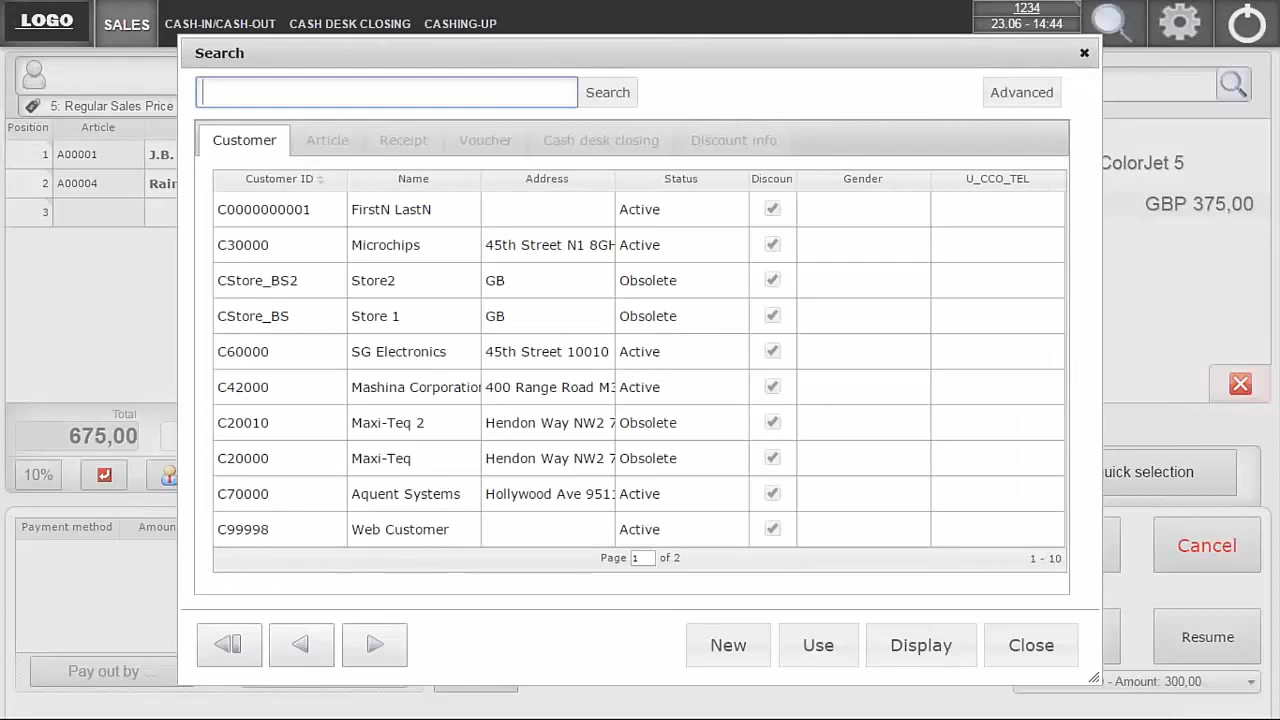 LOGO
SALES
CASH-IN/CASH-OUT
CASH DESK CLOSING
CASHING-UP
1234
23.06 - 14:44
Search
Search
Advanced
5: Regular Sales Price
Position Article
1 A00001 J.B.
2 A00004 Rain
3
Customer Article Receipt Voucher Cash desk closing Discount info
Customer ID Name Address Status Discoun Gender U_CCO_TEL
C0000000001 FirstN LastN Active
C30000 Microchips 45th Street N1 8GH Active
CStore_BS2 Store2 GB Obsolete
CStore_BS Store 1 GB Obsolete
C60000 SG Electronics 45th Street 10010 Active
C42000 Mashina Corporation 400 Range Road M3 Active
C20010 Maxi-Teq 2 Hendon Way NW2 7 Obsolete
C20000 Maxi-Teq Hendon Way NW2 7 Obsolete
C70000 Aquent Systems Hollywood Ave 951 Active
C99998 Web Customer Active
Page 1 of 2
1 - 10
New
Use
Display
Close
ColorJet 5
GBP 375,00
Total
675,00
10%
uick selection
Payment method Amoun
Cancel
Resume
Pay out by ...
- Amount: 300,00